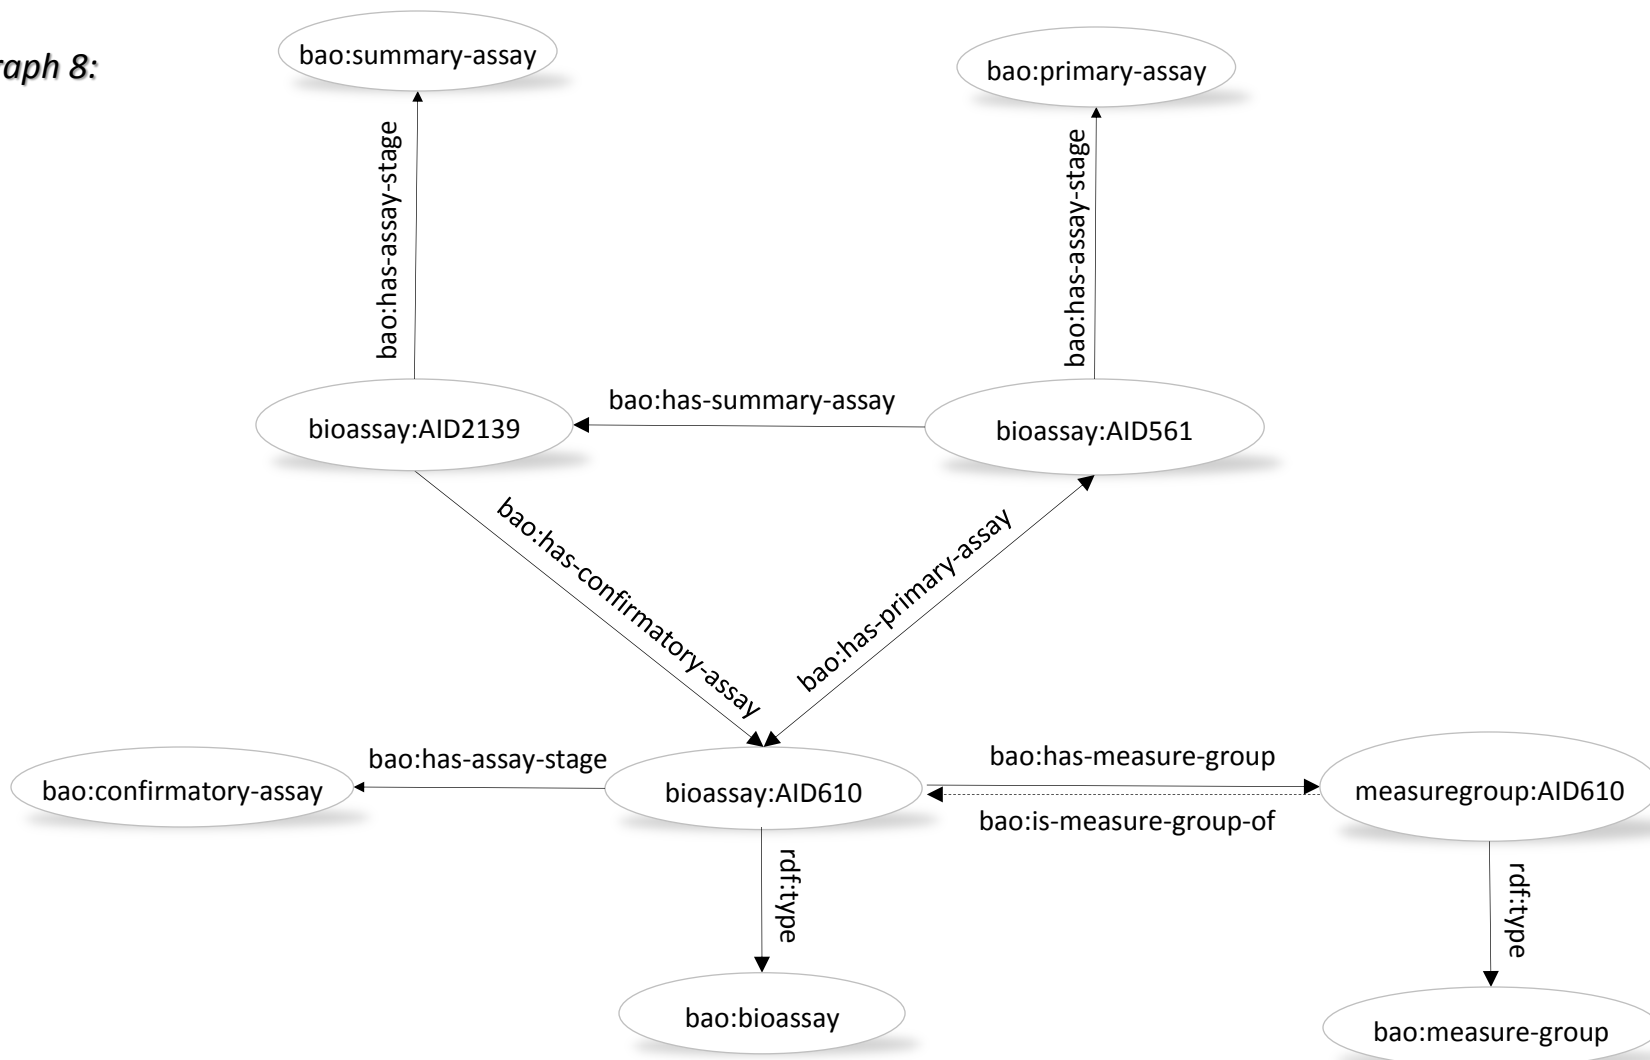 raph 8:
bao:summary-assay
bao:primary-assay
bao:has-assay-stage
bao:has-assay-stage
bioassay:AID2139
bao:has-summary-assay
bioassay:AID561
bao:has-confirmatory-assay
bao:has-primary-assay
bao:confirmatory-assay
bao:has-assay-stage
bioassay:AID610
bao:has-measure-group
bao:is-measure-group-of
measuregroup:AID610
rdf:type
rdf:type
bao:bioassay
bao:measure-group